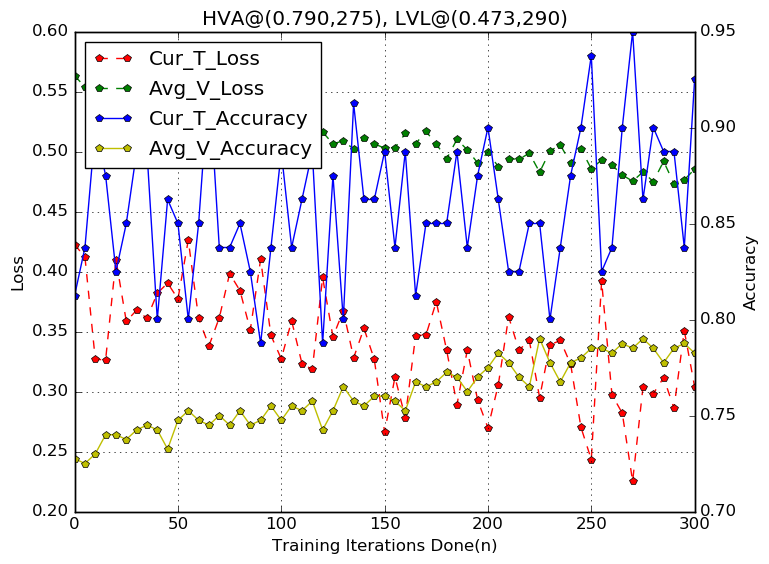 HVA@(0.790,275), LVL@(0.473,290)
0.60
0.55
0.50
0.45
0.40
0.35
0.30
0.25
0.20
Loss
Cur_T_Loss
Avg_V_Loss
Cur_T_Accuracy
Avg_V_Accuracy
0.95
0.90
0.85
0.80
0.75
0.70
Accuracy
0 50 100 150 200 250 300
Training Iterations Done(n)